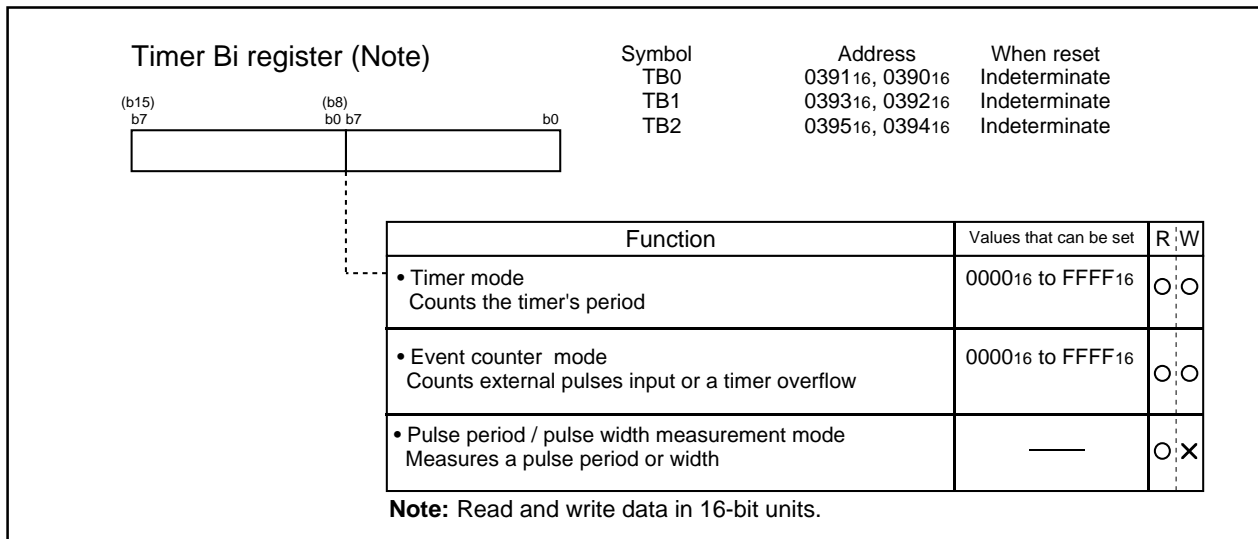 Timer Bi register (Note)
Symbol Address When reset
TB0 039116, 039016 Indeterminate
TB1 039316, 039216 Indeterminate
TB2 039516, 039416 Indeterminate
(b15) (b8)
b7 b0 b7 b0
Function Values that can be set R W
• Timer mode 000016 to FFFF16
Counts the timer's period
• Event counter mode 000016 to FFFF16
Counts external pulses input or a timer overflow
• Pulse period / pulse width measurement mode
Measures a pulse period or width
Note: Read and write data in 16-bit units.